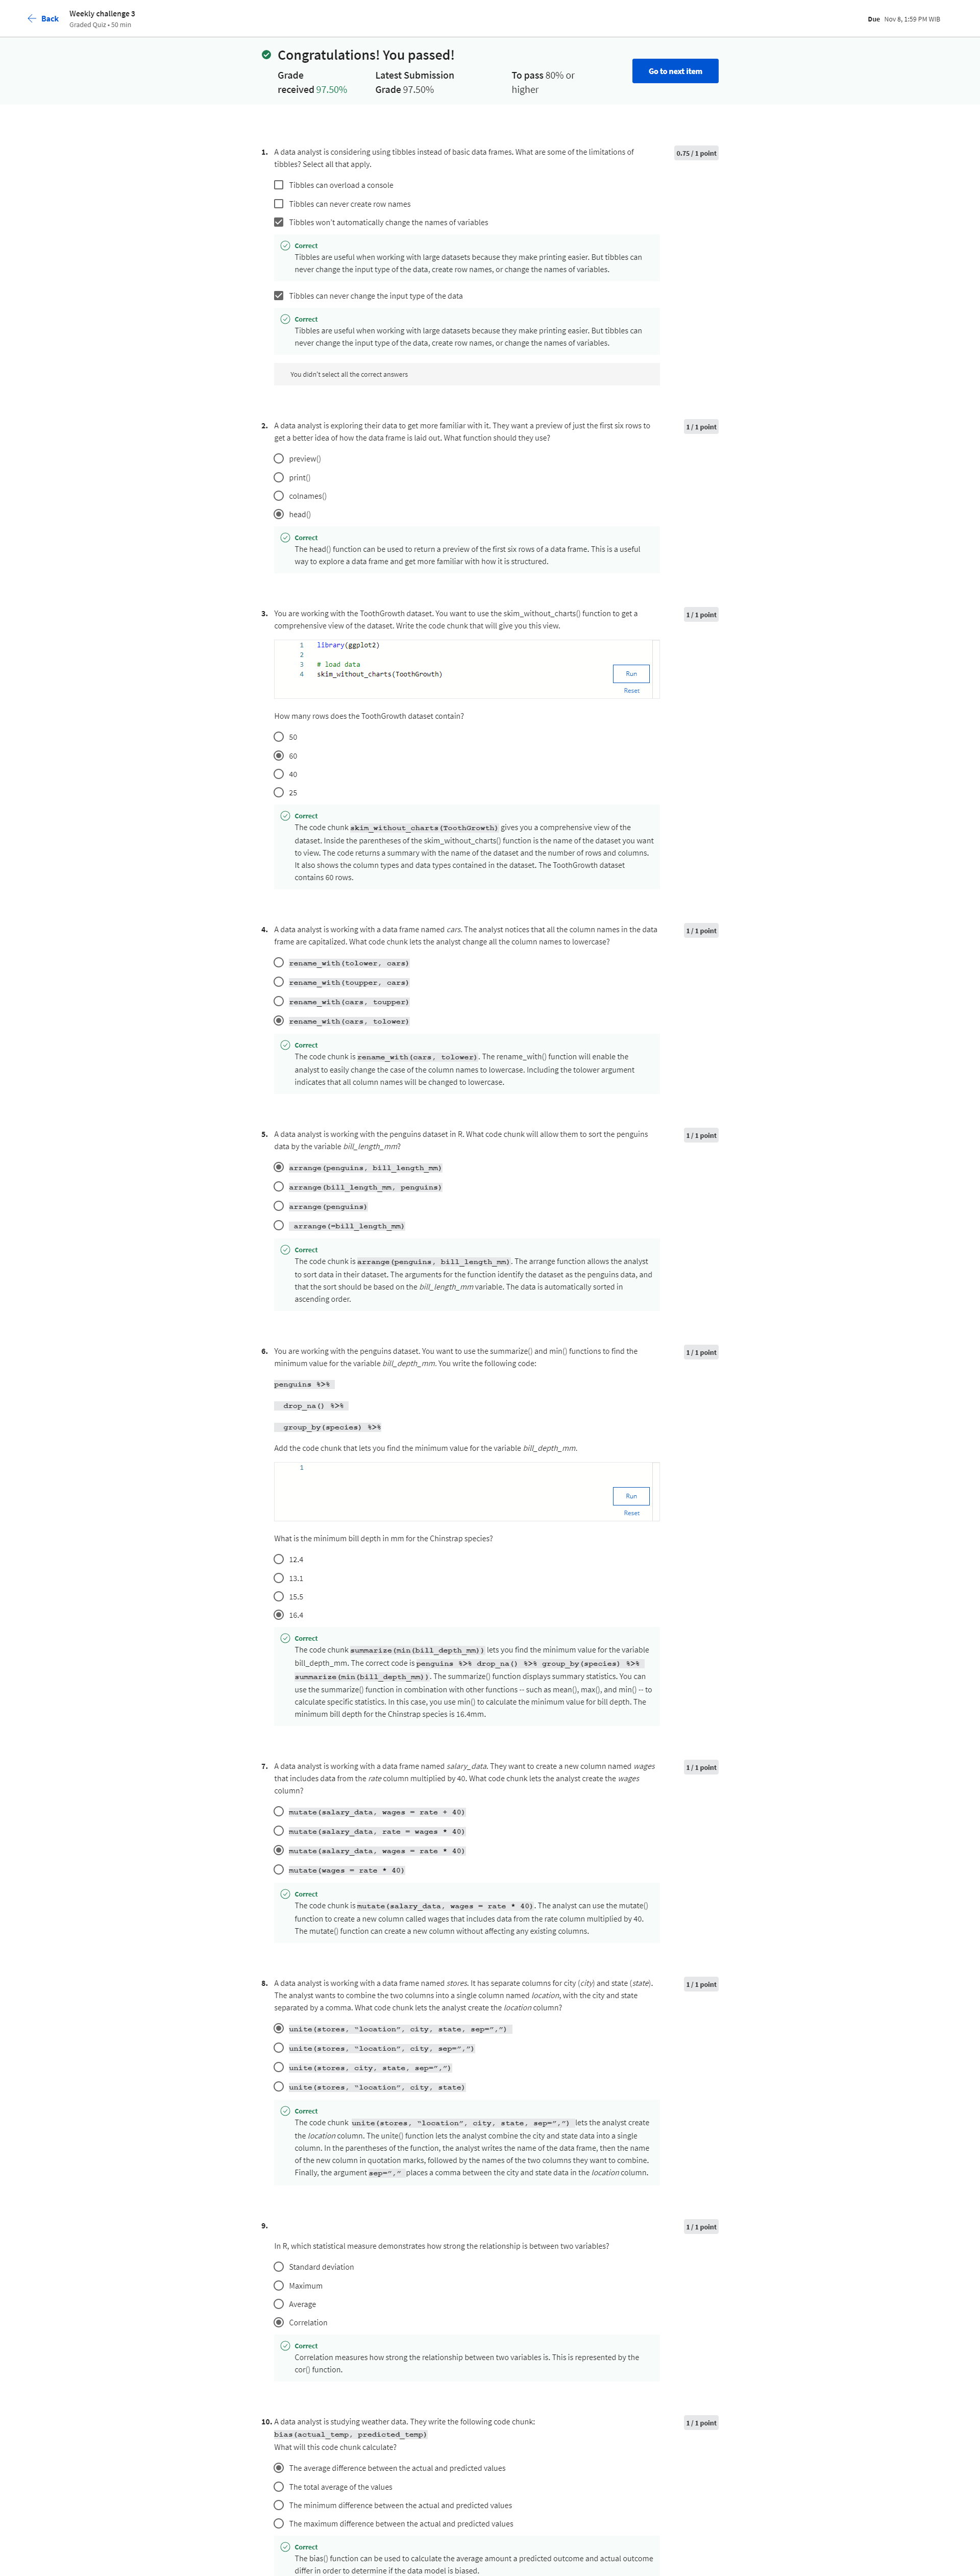 Back
Weekly challenge 3
Graded Quiz • 50 min
Due Nov 8, 1:59 PM WIB
Congratulations! You passed!
Grade
received 97.50%
Latest Submission
Grade 97.50%
To pass 80% or
higher
Go to next item
1. A data analyst is considering using tibbles instead of basic data frames. What are some of the limitations of
tibbles? Select all that apply.
0.75 / 1 point
Tibbles can overload a console
Tibbles can never create row names
Tibbles won't automatically change the names of variables
Correct
Tibbles are useful when working with large datasets because they make printing easier. But tibbles can
never change the input type of the data, create row names, or change the names of variables.
Tibbles can never change the input type of the data
Correct
Tibbles are useful when working with large datasets because they make printing easier. But tibbles can
never change the input type of the data, create row names, or change the names of variables.
You didn't select all the correct answers
2. A data analyst is exploring their data to get more familiar with it. They want a preview of just the first six rows to
get a better idea of how the data frame is laid out. What function should they use?
1 / 1 point
preview()
print()
colnames()
head()
Correct
The head() function can be used to return a preview of the first six rows of a data frame. This is a useful
way to explore a data frame and get more familiar with how it is structured.
3. You are working with the ToothGrowth dataset. You want to use the skim_without_charts() function to get a
comprehensive view of the dataset. Write the code chunk that will give you this view.
1 / 1 point
1 library(ggplot2)
2
3 # load data
4 skim_without_charts(ToothGrowth)
Run
Reset
How many rows does the ToothGrowth dataset contain?
50
60
40
25
Correct
The code chunk skim_without_charts(ToothGrowth) gives you a comprehensive view of the
dataset. Inside the parentheses of the skim_without_charts() function is the name of the dataset you want
to view. The code returns a summary with the name of the dataset and the number of rows and columns.
It also shows the column types and data types contained in the dataset. The ToothGrowth dataset
contains 60 rows.
4. A data analyst is working with a data frame named cars. The analyst notices that all the column names in the data
frame are capitalized. What code chunk lets the analyst change all the column names to lowercase?
1 / 1 point
rename_with(tolower, cars)
rename_with(toupper, cars)
rename_with(cars, toupper)
rename_with(cars, tolower)
Correct
The code chunk is rename_with(cars, tolower). The rename_with() function will enable the
analyst to easily change the case of the column names to lowercase. Including the tolower argument
indicates that all column names will be changed to lowercase.
5. A data analyst is working with the penguins dataset in R. What code chunk will allow them to sort the penguins
data by the variable bill_length_mm?
1 / 1 point
arrange(penguins, bill_length_mm)
arrange(bill_length_mm, penguins)
arrange(penguins)
arrange(=bill_length_mm)
Correct
The code chunk is arrange(penguins, bill_length_mm). The arrange function allows the analyst
to sort data in their dataset. The arguments for the function identify the dataset as the penguins data, and
that the sort should be based on the bill_length_mm variable. The data is automatically sorted in
ascending order.
6. You are working with the penguins dataset. You want to use the summarize() and min() functions to find the
minimum value for the variable bill_depth_mm. You write the following code:
1 / 1 point
penguins %>%
drop_na() %>%
group_by(species) %>%
Add the code chunk that lets you find the minimum value for the variable bill_depth_mm.
1
Run
Reset
What is the minimum bill depth in mm for the Chinstrap species?
12.4
13.1
15.5
16.4
Correct
The code chunk summarize(min(bill_depth_mm)) lets you find the minimum value for the variable
bill_depth_mm. The correct code is penguins %>% drop_na() %>% group_by(species) %>%
summarize(min(bill_depth_mm)). The summarize() function displays summary statistics. You can
use the summarize() function in combination with other functions -- such as mean(), max(), and min() -- to
calculate specific statistics. In this case, you use min() to calculate the minimum value for bill depth. The
minimum bill depth for the Chinstrap species is 16.4mm.
7. A data analyst is working with a data frame named salary_data. They want to create a new column named wages
that includes data from the rate column multiplied by 40. What code chunk lets the analyst create the wages
column?
1 / 1 point
mutate(salary_data, wages = rate + 40)
mutate(salary_data, rate = wages * 40)
mutate(salary_data, wages = rate * 40)
mutate(wages = rate * 40)
Correct
The code chunk is mutate(salary_data, wages = rate * 40). The analyst can use the mutate()
function to create a new column called wages that includes data from the rate column multiplied by 40.
The mutate() function can create a new column without affecting any existing columns.
8. A data analyst is working with a data frame named stores. It has separate columns for city (city) and state (state).
The analyst wants to combine the two columns into a single column named location, with the city and state
separated by a comma. What code chunk lets the analyst create the location column?
1 / 1 point
unite(stores, "location", city, state, sep=",")
unite(stores, "location", city, sep=",")
unite(stores, city, state, sep=",")
unite(stores, "location", city, state)
Correct
The code chunk unite(stores, "location", city, state, sep=",") lets the analyst create
the location column. The unite() function lets the analyst combine the city and state data into a single
column. In the parentheses of the function, the analyst writes the name of the data frame, then the name
of the new column in quotation marks, followed by the names of the two columns they want to combine.
Finally, the argument sep="," places a comma between the city and state data in the location column.
9.
1 / 1 point
In R, which statistical measure demonstrates how strong the relationship is between two variables?
Standard deviation
Maximum
Average
Correlation
Correct
Correlation measures how strong the relationship between two variables is. This is represented by the
cor() function.
10. A data analyst is studying weather data. They write the following code chunk:
1 / 1 point
bias(actual_temp, predicted_temp)
What will this code chunk calculate?
The average difference between the actual and predicted values
The total average of the values
The minimum difference between the actual and predicted values
The maximum difference between the actual and predicted values
Correct
The bias() function can be used to calculate the average amount a predicted outcome and actual outcome
differ in order to determine if the data model is biased.